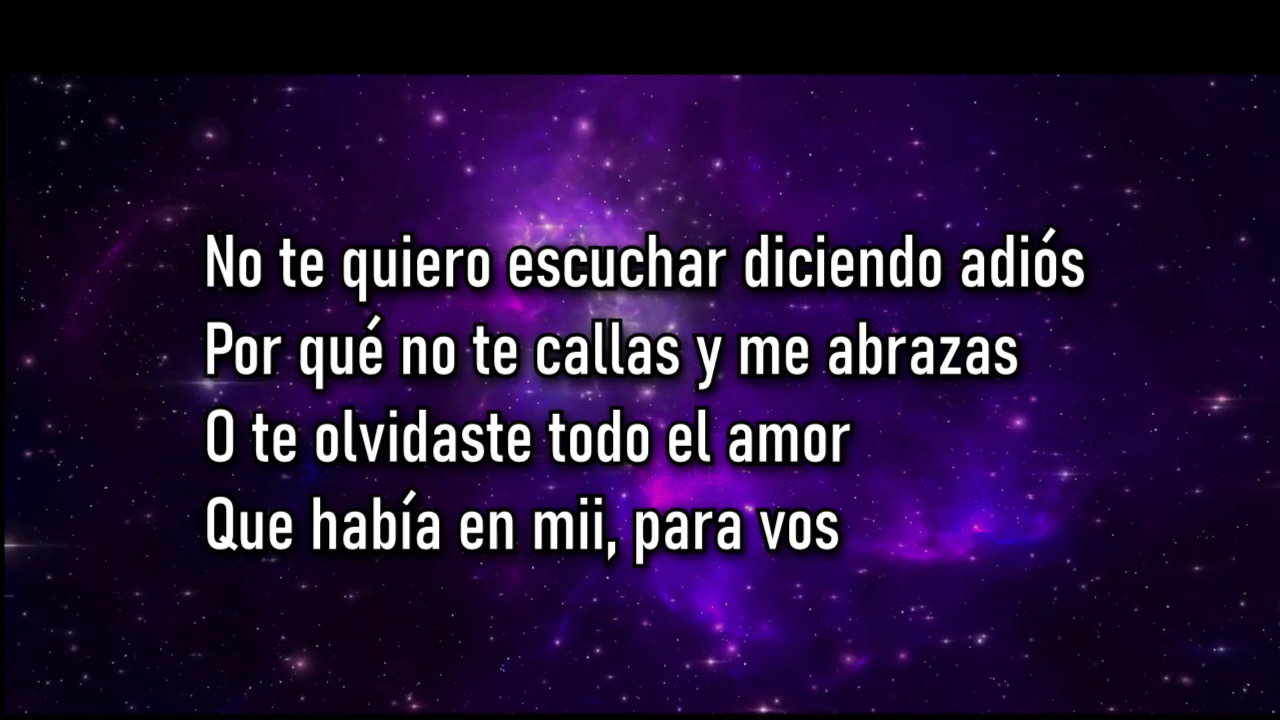 No te quiero escuchar diciendo adiós
Por qué no te callas y me abrazas
O te olvidaste todo el amor
Que había en mii, para vos